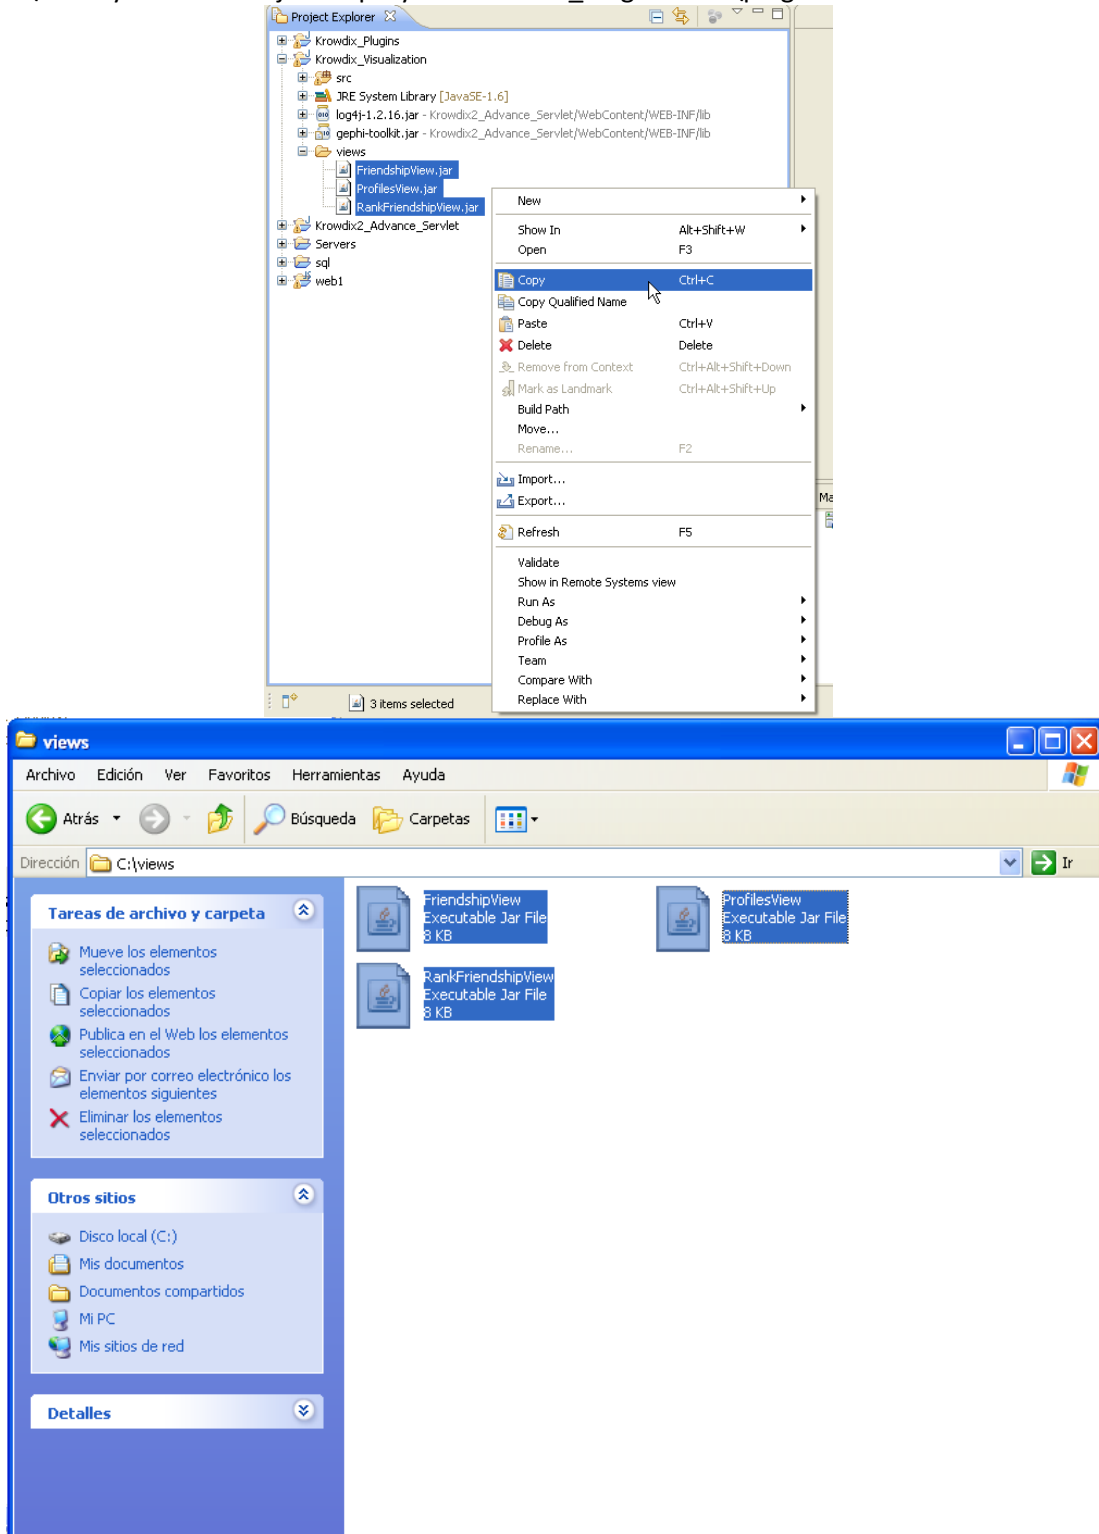 Project Explorer
Krowdix_Plugins
Krowdix_Visualization
src
JRE System Library [JavaSE-1.6]
log4j-1.2.16.jar - Krowdix2_Advance_Servlet/WebContent/WEB-INF/lib
gephi-toolkit.jar - Krowdix2_Advance_Servlet/WebContent/WEB-INF/lib
views
FriendshipView.jar
ProfilesView.jar
RankFriendshipView.jar
Krowdix2_Advance_Servlet
Servers
sql
web1
New
Show In Alt+Shift+W
Open F3
Copy Ctrl+C
Copy Qualified Name
Paste Ctrl+V
Delete Delete
Remove from Context Ctrl+Alt+Shift+Down
Mark as Landmark Ctrl+Alt+Shift+Up
Build Path
Move...
Rename... F2
Import...
Export...
Refresh F5
Validate
Show in Remote Systems view
Run As
Debug As
Profile As
Team
Compare With
Replace With
Ma
3 items selected
views
Archivo Edición Ver Favoritos Herramientas Ayuda
Atrás Búsqueda Carpetas
Dirección C:\views Ir
Tareas de archivo y carpeta
Mueve los elementos
seleccionados
Copiar los elementos
seleccionados
Publica en el Web los elementos
seleccionados
Enviar por correo electrónico los
elementos siguientes
Eliminar los elementos
seleccionados
Otros sitios
Disco local (C:)
Mis documentos
Documentos compartidos
Mi PC
Mis sitios de red
Detalles
FriendshipView
Executable Jar File
8 KB
ProfilesView
Executable Jar File
8 KB
RankFriendshipView
Executable Jar File
8 KB